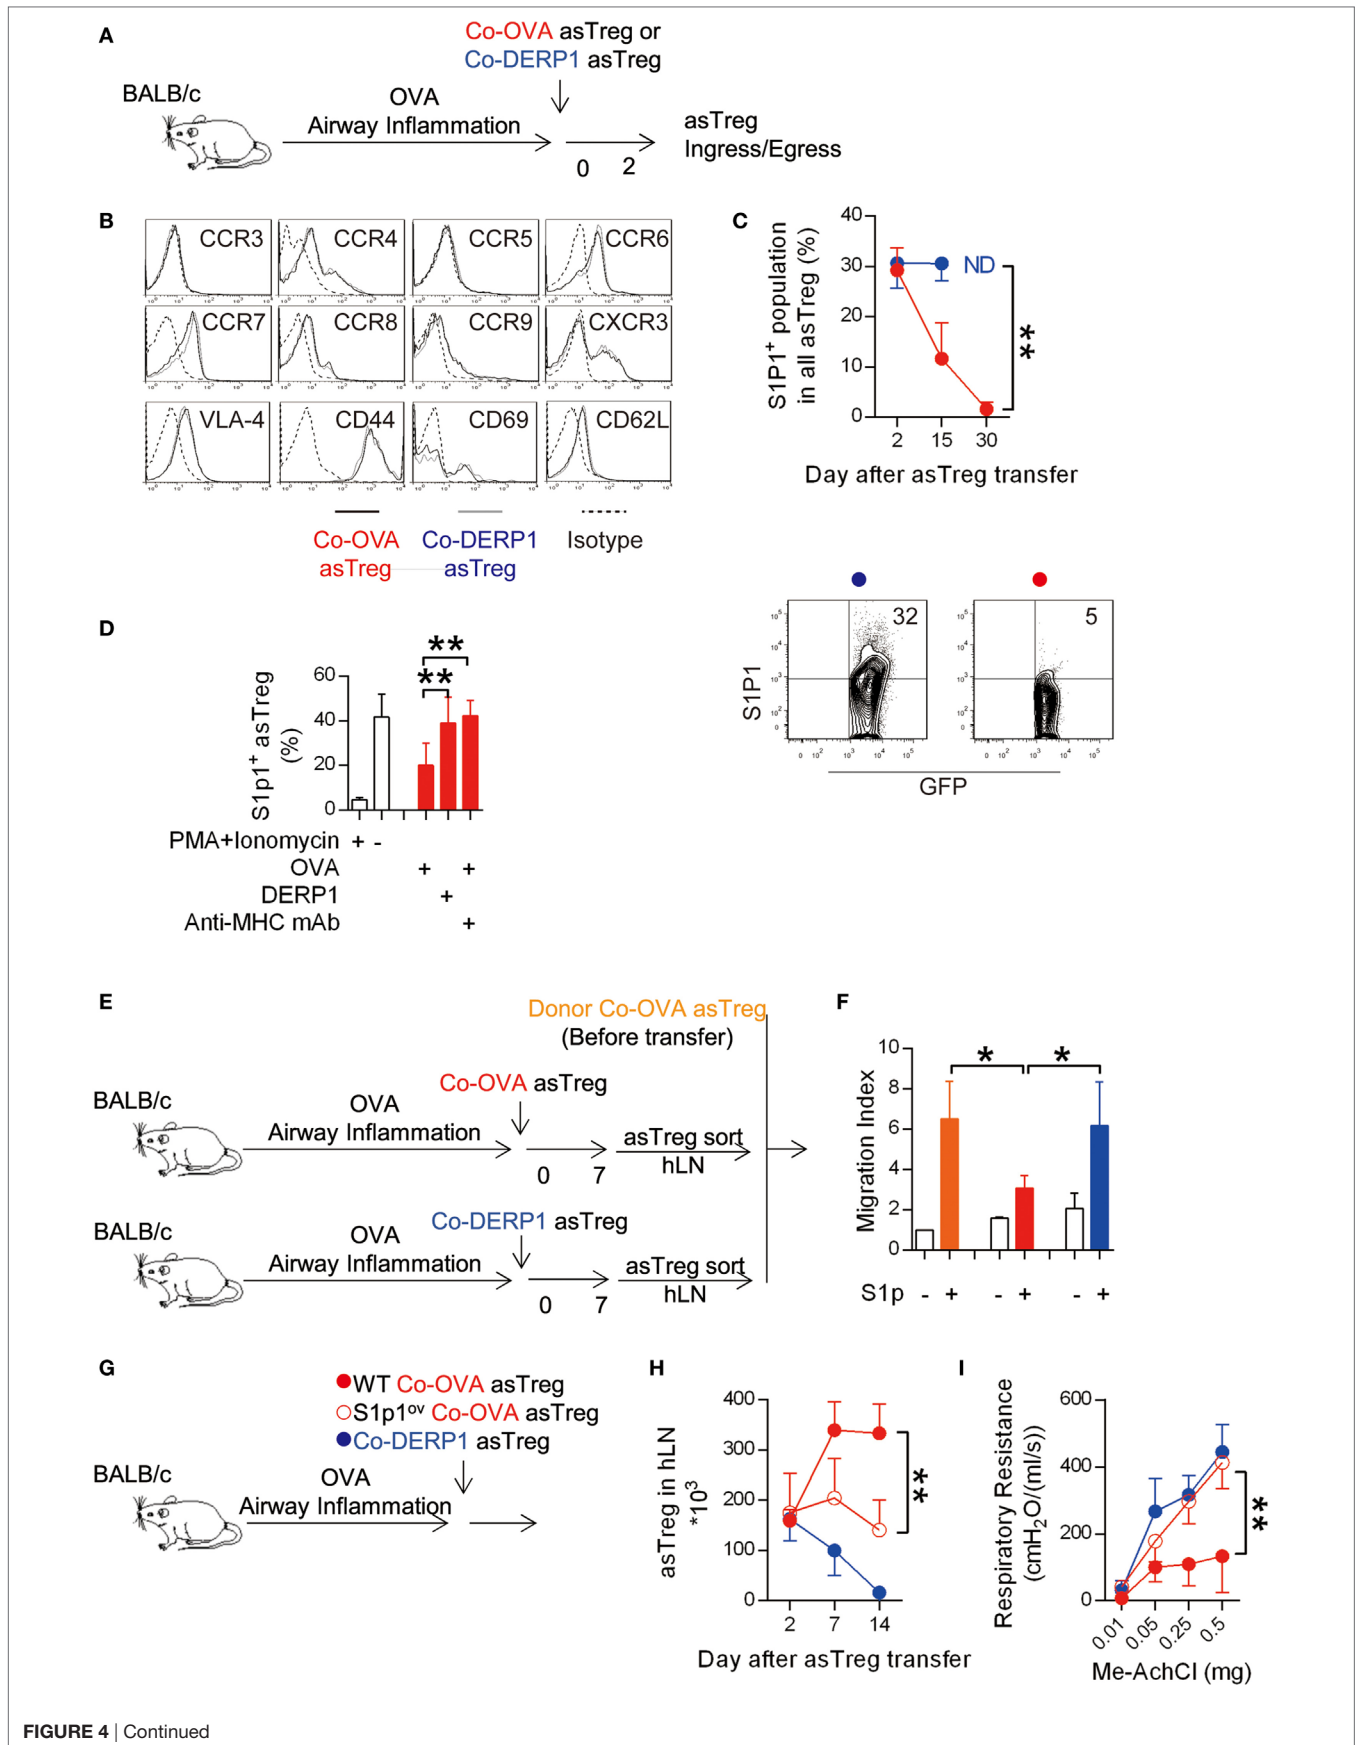 A
Co-OVA asTreg or
Co-DERP1 asTreg
BALB/c
OVA
Airway Inflammation
0
2
asTreg
Ingress/Egress
B
CCR3
CCR4
CCR5
CCR6
CCR7
CCR8
CCR9
CXCR3
VLA-4
CD44
CD69
CD62L
Co-OVA
asTreg
Co-DERP1
asTreg
Isotype
C
S1P1+ population
in all asTreg (%)
40
30
20
10
0
ND
**
2 15 30
Day after asTreg transfer
32
5
S1P1
GFP
D
S1p1+ asTreg
(%)
60
40
20
0
**
**
PMA+Ionomycin + -
OVA + +
DERP1 +
Anti-MHC mAb +
E
Donor Co-OVA asTreg
(Before transfer)
Co-OVA asTreg
BALB/c
OVA
Airway Inflammation
0 7
asTreg sort
hLN
Co-DERP1 asTreg
BALB/c
OVA
Airway Inflammation
0 7
asTreg sort
hLN
F
Migration Index
10
8
6
4
2
0
* *
S1p - + - + - +
G
WT Co-OVA asTreg
S1p1ov Co-OVA asTreg
Co-DERP1 asTreg
BALB/c
OVA
Airway Inflammation
H
asTreg in hLN
*10³
400
300
200
100
0
**
2 7 14
Day after asTreg transfer
I
Respiratory Resistance
(cmH2O/(ml/s))
600
400
200
0
**
0.01 0.05 0.25 0.5
Me-AchCl (mg)
FIGURE 4 | Continued